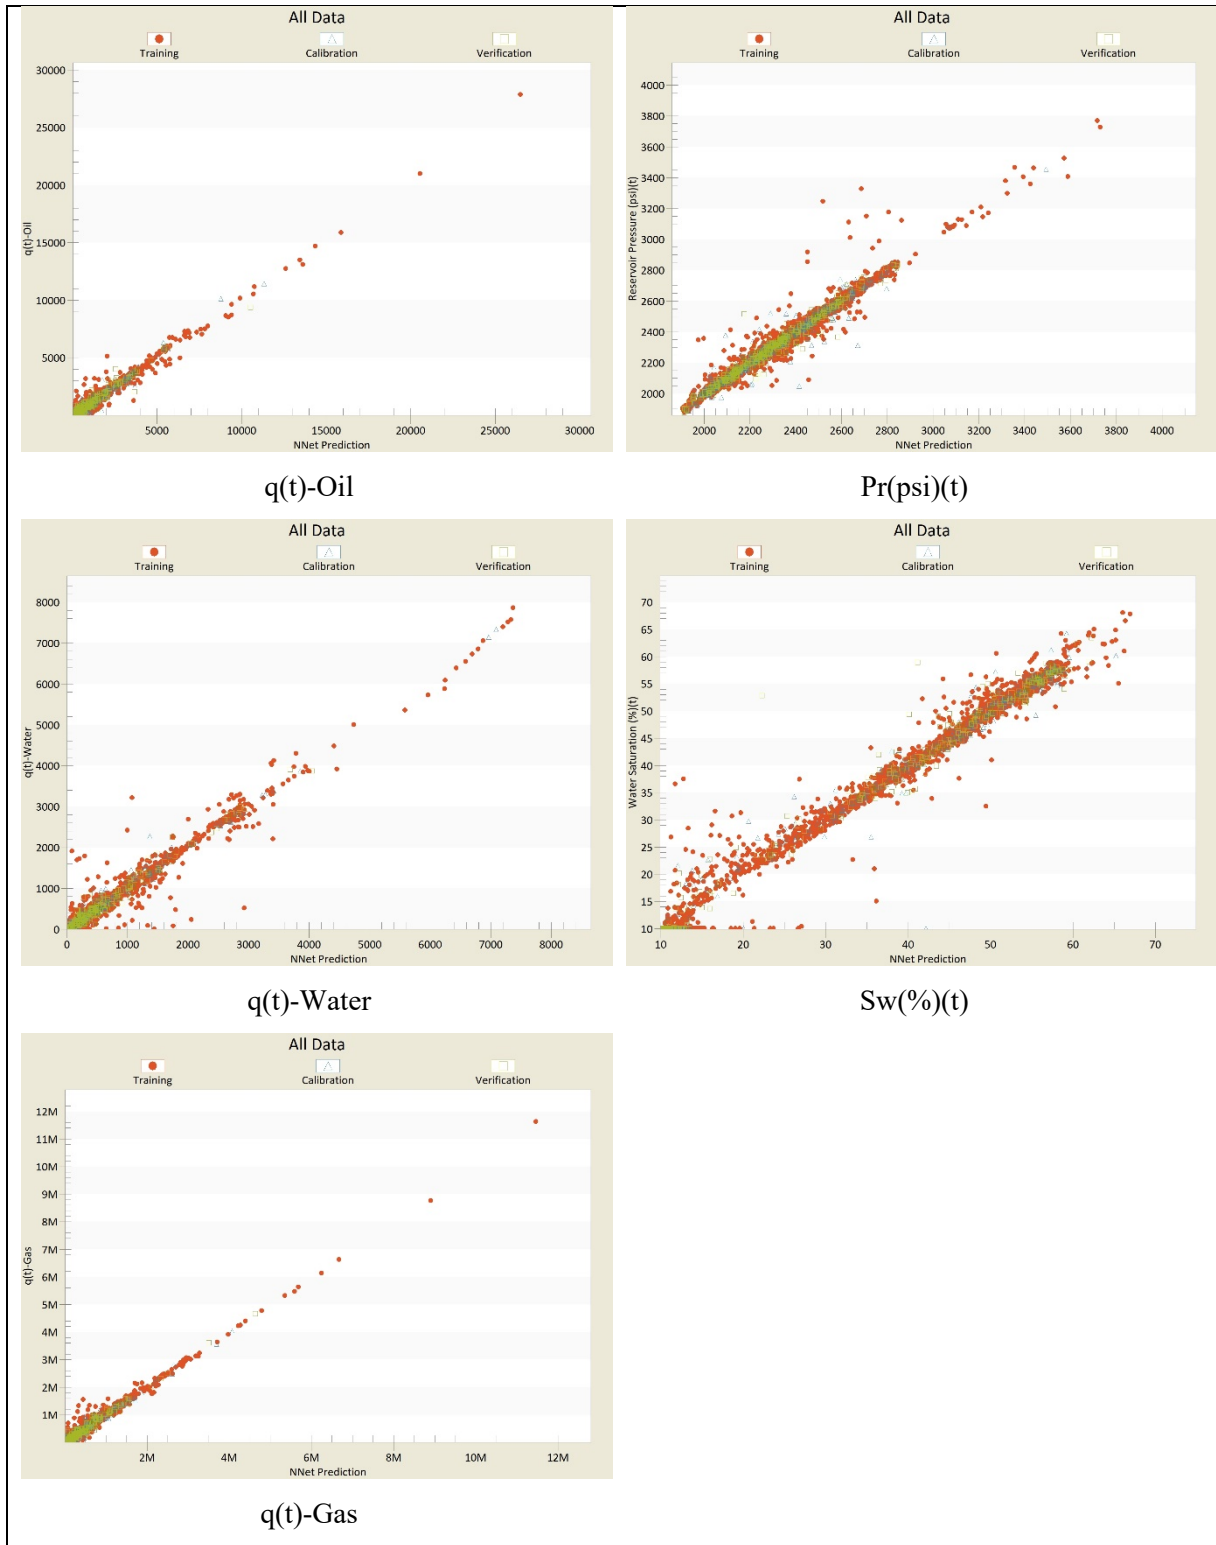 All Data
Training Calibration Verification
30000
25000
20000
15000
10000
5000
q(t)-Oil
5000 10000 15000 20000 25000 30000
NNet Prediction
q(t)-Oil
All Data
Training Calibration Verification
4000
3800
3600
3400
3200
3000
2800
2600
2400
2200
2000
Reservoir Pressure (psi)(t)
2000 2200 2400 2600 2800 3000 3200 3400 3600 3800 4000
NNet Prediction
Pr(psi)(t)
All Data
Training Calibration Verification
8000
7000
6000
5000
4000
3000
2000
1000
0
q(t)-Water
0 1000 2000 3000 4000 5000 6000 7000 8000
NNet Prediction
q(t)-Water
All Data
Training Calibration Verification
70
65
60
55
50
45
40
35
30
25
20
15
10
Water Saturation (%)(t)
10 20 30 40 50 60 70
NNet Prediction
Sw(%)(t)
All Data
Training Calibration Verification
12M
11M
10M
9M
8M
7M
6M
5M
4M
3M
2M
1M
q(t)-Gas
2M 4M 6M 8M 10M 12M
NNet Prediction
q(t)-Gas